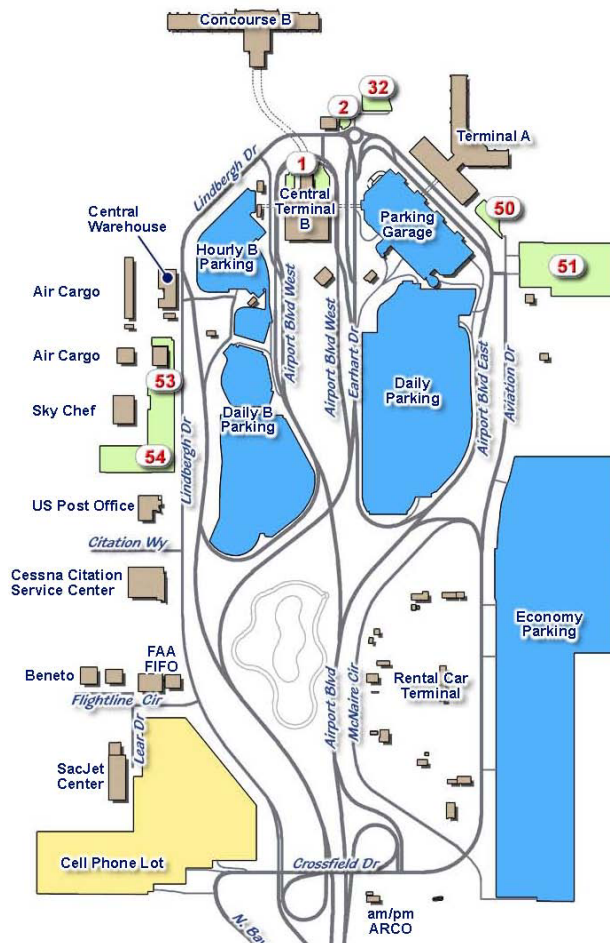 Concourse B
32
2
Terminal A
Lindbergh Dr
1
Central
Terminal
B
50
Parking
Garage
Central
Warehouse
Hourly B
Parking
51
Air Cargo
Airport Blvd West
Airport Blvd West
Earhart Dr
Airport Blvd East
Aviation Dr
Air Cargo
53
Daily
Parking
Sky Chef
Daily B
Parking
Lindbergh Dr
54
US Post Office
Citation Wy
Cessna Citation
Service Center
Economy
Parking
FAA
FIFO
Beneto
Flightline Cir
Rental Car
Terminal
Airport Blvd
McNaire Cir
Lear Dr
SacJet
Center
Cell Phone Lot
Crossfield Dr
am/pm
ARCO
N. Bay